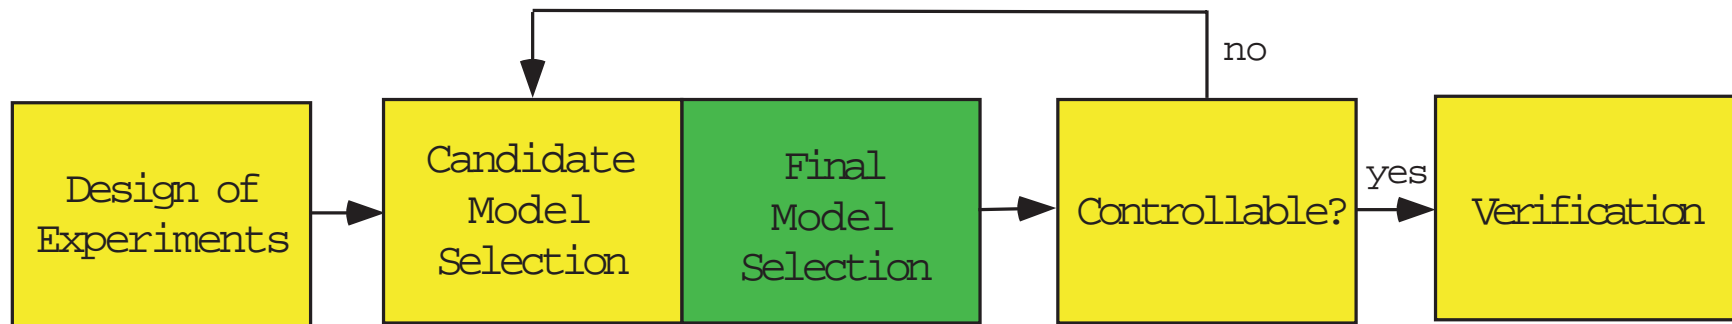 Design of
Experiments
Candidate
Model
Selection
Final
Model
Selection
Controllable?
no
yes
Verification